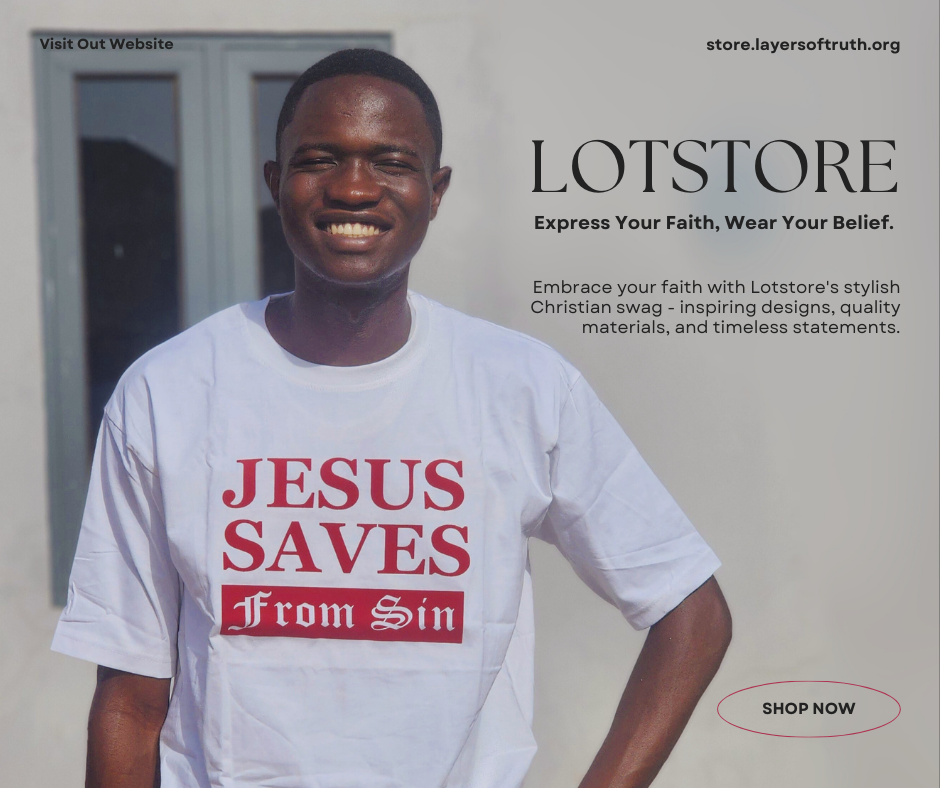 Visit Out Website
store.layersoftruth.org
LOTSTORE
Express Your Faith, Wear Your Belief.
Embrace your faith with Lotstore's stylish
Christian swag - inspiring designs, quality
materials, and timeless statements.
JESUS
SAVES
From Sin
SHOP NOW